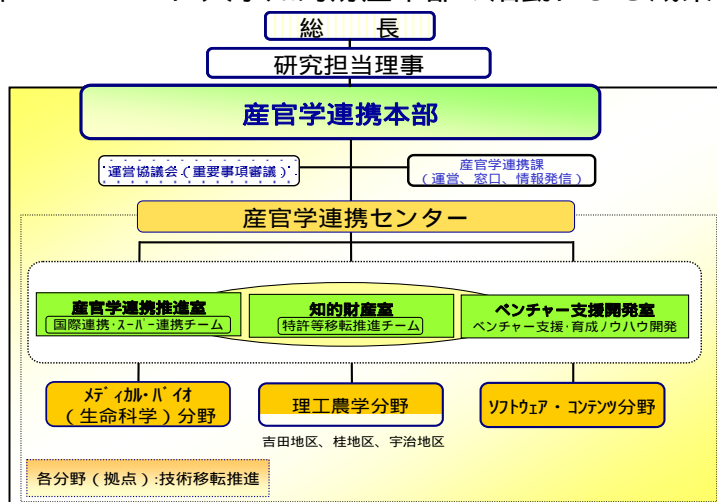 総　　長
研究担当理事
産官学連携本部
運営協議会（重要事項審議）
産官学連携課
（運営、窓口、情報発信）
産官学連携センター
産官学連携推進室
国際連携・スーパー連携チーム
知的財産室
特許等移転推進チーム
ベンチャー支援開発室
ベンチャー支援・育成ノウハウ開発
メディカル・バイオ
（生命科学）分野
理工農学分野
ソフトウェア・コンテンツ分野
吉田地区、桂地区、宇治地区
各分野（拠点）:技術移転推進